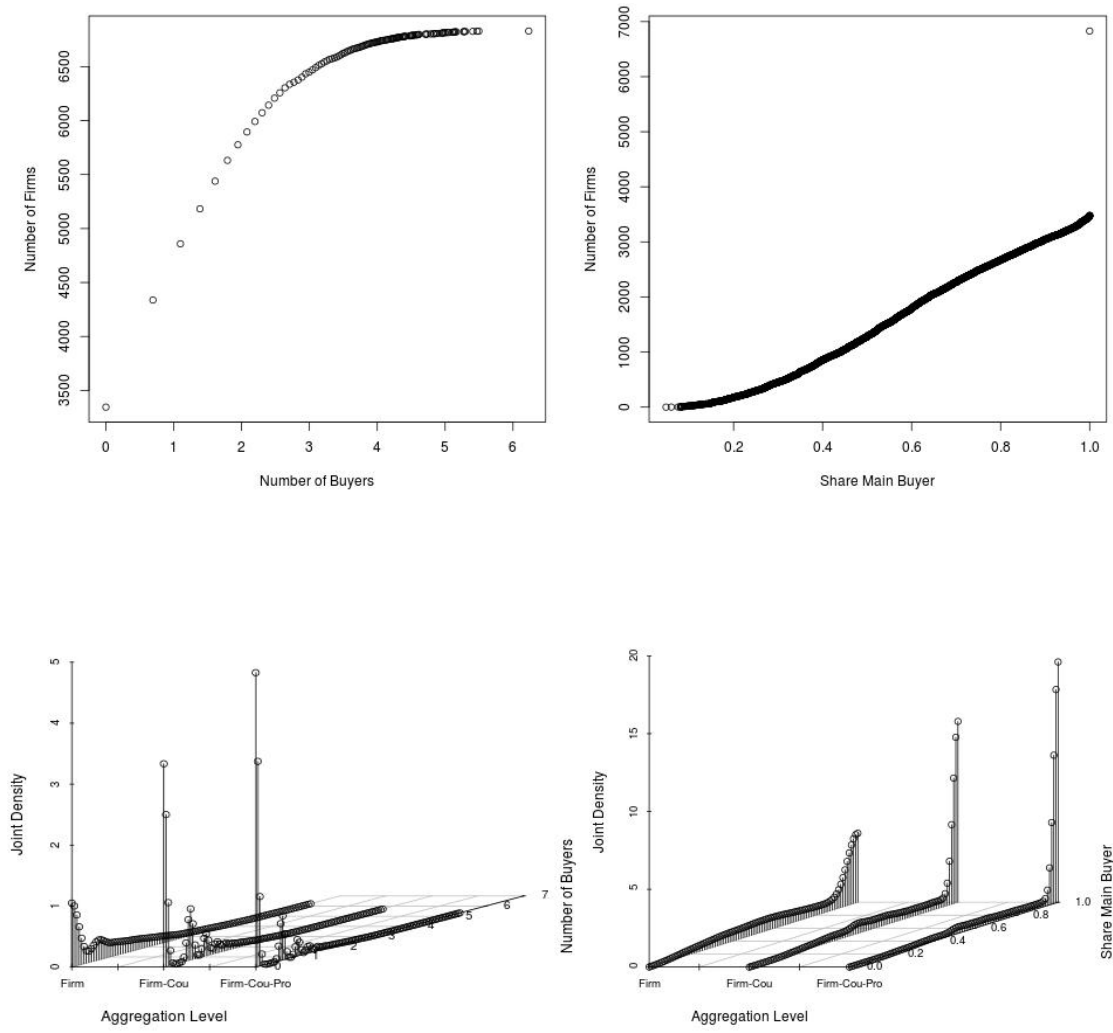 Number of Firms
6500
6000
5500
5000
4500
4000
3500
0 1 2 3 4 5 6
Number of Buyers
Number of Firms
7000
6000
5000
4000
3000
2000
1000
0
0.2 0.4 0.6 0.8 1.0
Share Main Buyer
Joint Density
5
4
3
2
1
0
Firm Firm-Cou Firm-Cou-Pro
Aggregation Level
0 1 2 3 4 5 6 7
Number of Buyers
Joint Density
20
15
10
5
0
Firm Firm-Cou Firm-Cou-Pro
Aggregation Level
0.0 0.2 0.4 0.6 0.8 1.0
Share Main Buyer